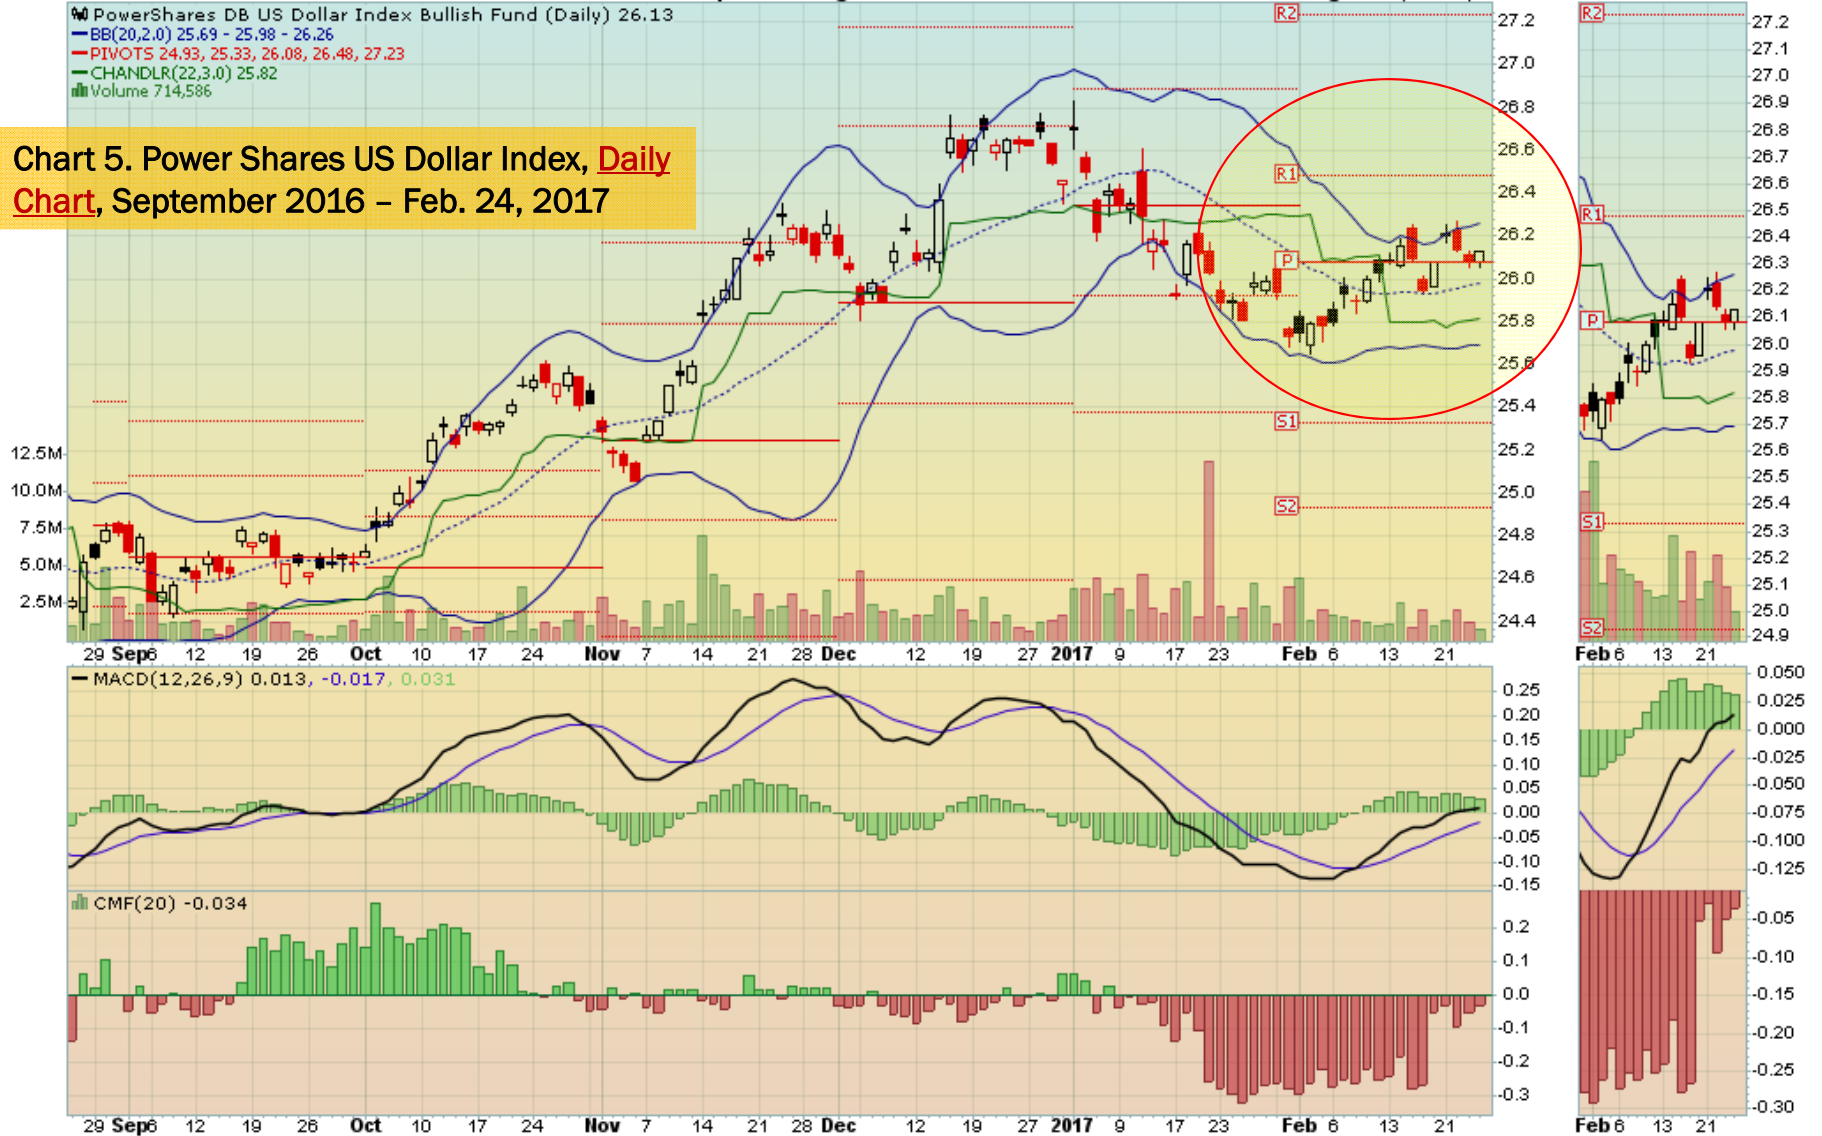 PowerShares DB US Dollar Index Bullish Fund (Daily) 26.13
BB(20,2.0) 25.69 - 25.98 - 26.26
PIVOTS 24.93, 25.33, 26.08, 26.48, 27.23
CHANDLR(22,3.0) 25.82
Volume 714,586
Chart 5. Power Shares US Dollar Index, Daily
Chart, September 2016 – Feb. 24, 2017
R2
R1
P
S1
S2
27.2
27.0
26.8
26.6
26.4
26.2
26.0
25.8
25.6
25.4
25.2
25.0
24.8
24.6
24.4
12.5M
10.0M
7.5M
5.0M
2.5M
29 Sep6 12 19 26 Oct 10 17 24 Nov 7 14 21 28 Dec 12 19 27 2017 9 17 23 Feb 6 13 21
MACD(12,26,9) 0.013, -0.017, 0.031
0.25
0.20
0.15
0.10
0.05
0.00
-0.05
-0.10
-0.15
CMF(20) -0.034
0.2
0.1
0.0
-0.1
-0.2
-0.3
29 Sep6 12 19 26 Oct 10 17 24 Nov 7 14 21 28 Dec 12 19 27 2017 9 17 23 Feb 6 13 21
R2
R1
P
S1
S2
27.2
27.1
27.0
26.9
26.8
26.7
26.6
26.5
26.4
26.3
26.2
26.1
26.0
25.9
25.8
25.7
25.6
25.5
25.4
25.3
25.2
25.1
25.0
24.9
Feb 6 13 21
0.050
0.025
0.000
-0.025
-0.050
-0.075
-0.100
-0.125
-0.05
-0.10
-0.15
-0.20
-0.25
-0.30
Feb 6 13 21